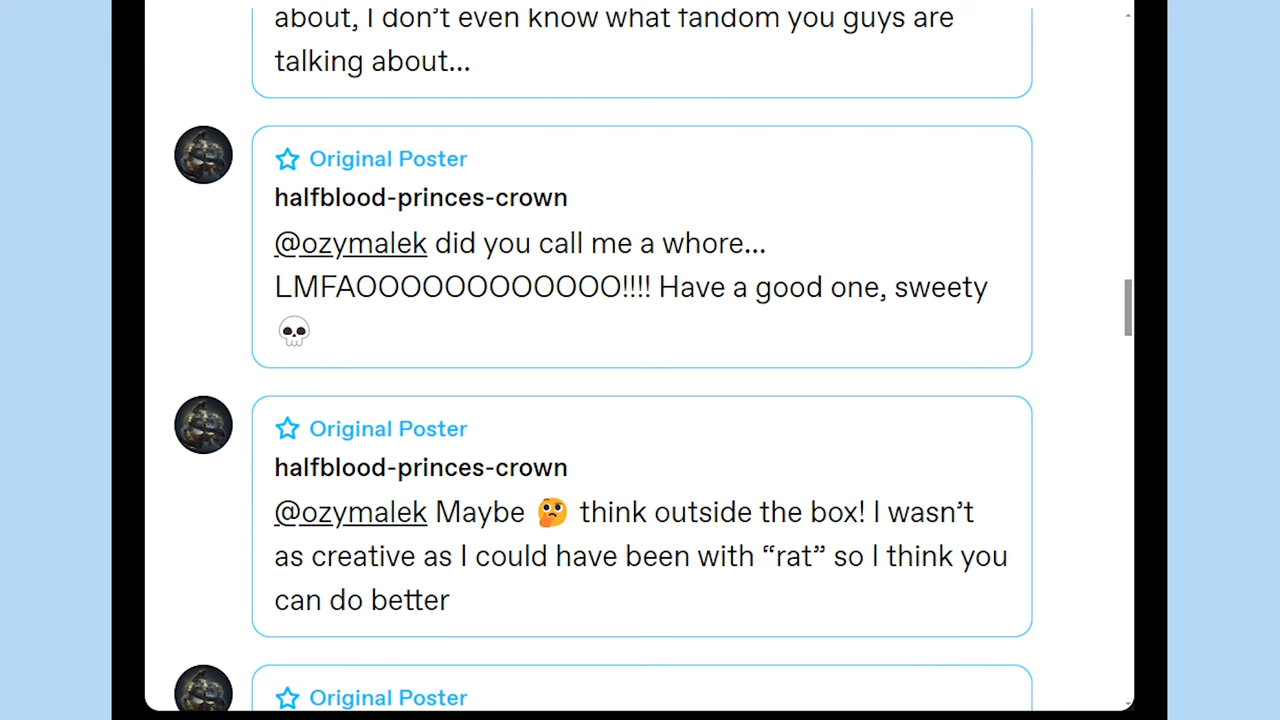 about, I don't even know what fandom you guys are
talking about...
Original Poster
halfblood-princes-crown
@ozymalek did you call me a whore...
LMFAOOOOOOOOOOOO!!!! Have a good one, sweety
💀
Original Poster
halfblood-princes-crown
@ozymalek Maybe 🤔 think outside the box! I wasn't
as creative as I could have been with “rat” so I think you
can do better
Original Poster